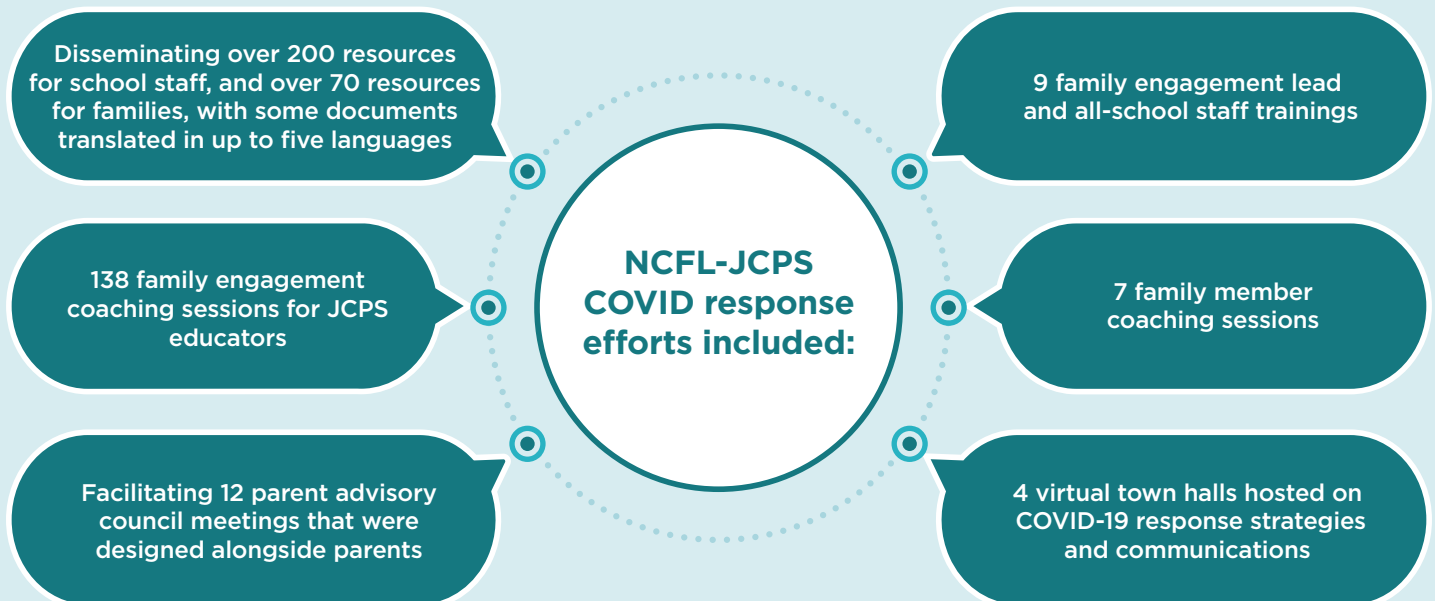 Disseminating over 200 resources
for school staff, and over 70 resources
for families, with some documents
translated in up to five languages
138 family engagement
coaching sessions for JCPS
educators
Facilitating 12 parent advisory
council meetings that were
designed alongside parents
NCFL-JCPS
COVID response
efforts included:
9 family engagement lead
and all-school staff trainings
7 family member
coaching sessions
4 virtual town halls hosted on
COVID-19 response strategies
and communications